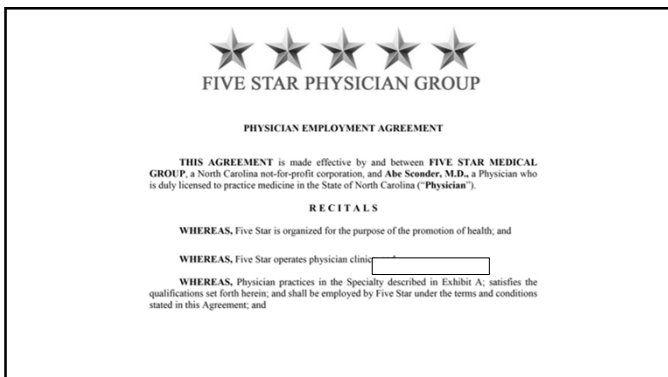 FIVE STAR PHYSICIAN GROUP
PHYSICIAN EMPLOYMENT AGREEMENT
THIS AGREEMENT is made effective by and between FIVE STAR MEDICAL
GROUP, a North Carolina not-for-profit corporation, and Abe Sconder, M.D., a Physician who
is duly licensed to practice medicine in the State of North Carolina ("Physician").
R E C I T A L S
WHEREAS, Five Star is organized for the purpose of the promotion of health; and
WHEREAS, Five Star operates physician
WHEREAS, Physician practices in the Specialty described in Exhibit A; satisfies the
qualifications set forth herein; and shall be employed by Five Star under the terms and conditions
stated in this Agreement; and